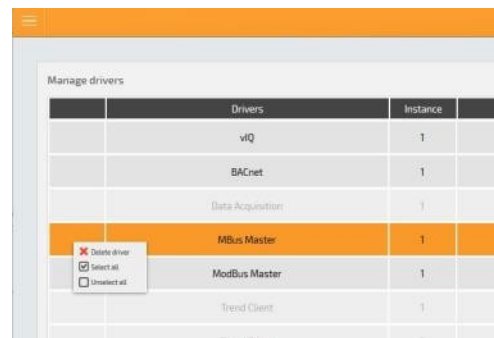 Manage drivers
Drivers Instance
vIQ 1
BACnet 1
Data Acquisition 1
MBus Master 1
Delete driver
Select all
Unselect all
ModBus Master 1
Trend Client 1